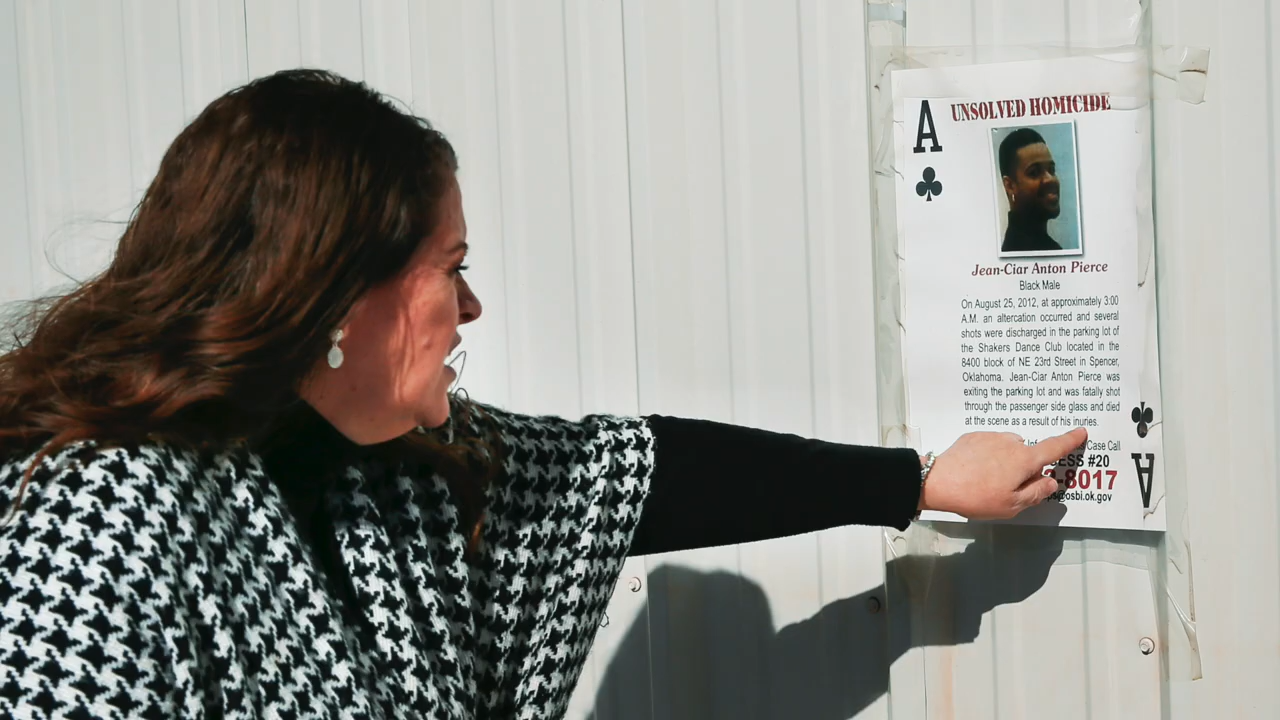 A
UNSOLVED HOMICIDE
Jean-Ciar Anton Pierce
Black Male
On August 25, 2012, at approximately 3:00
A.M. an altercation occurred and several
shots were discharged in the parking lot of
the Shakers Dance Club located in the
8400 block of NE 23rd Street in Spencer,
Oklahoma. Jean-Ciar Anton Pierce was
exiting the parking lot and was fatally shot
through the passenger side glass and died
at the scene as a result of his inuries.
Case Call
#20
-8017
@osbi.ok.gov
A